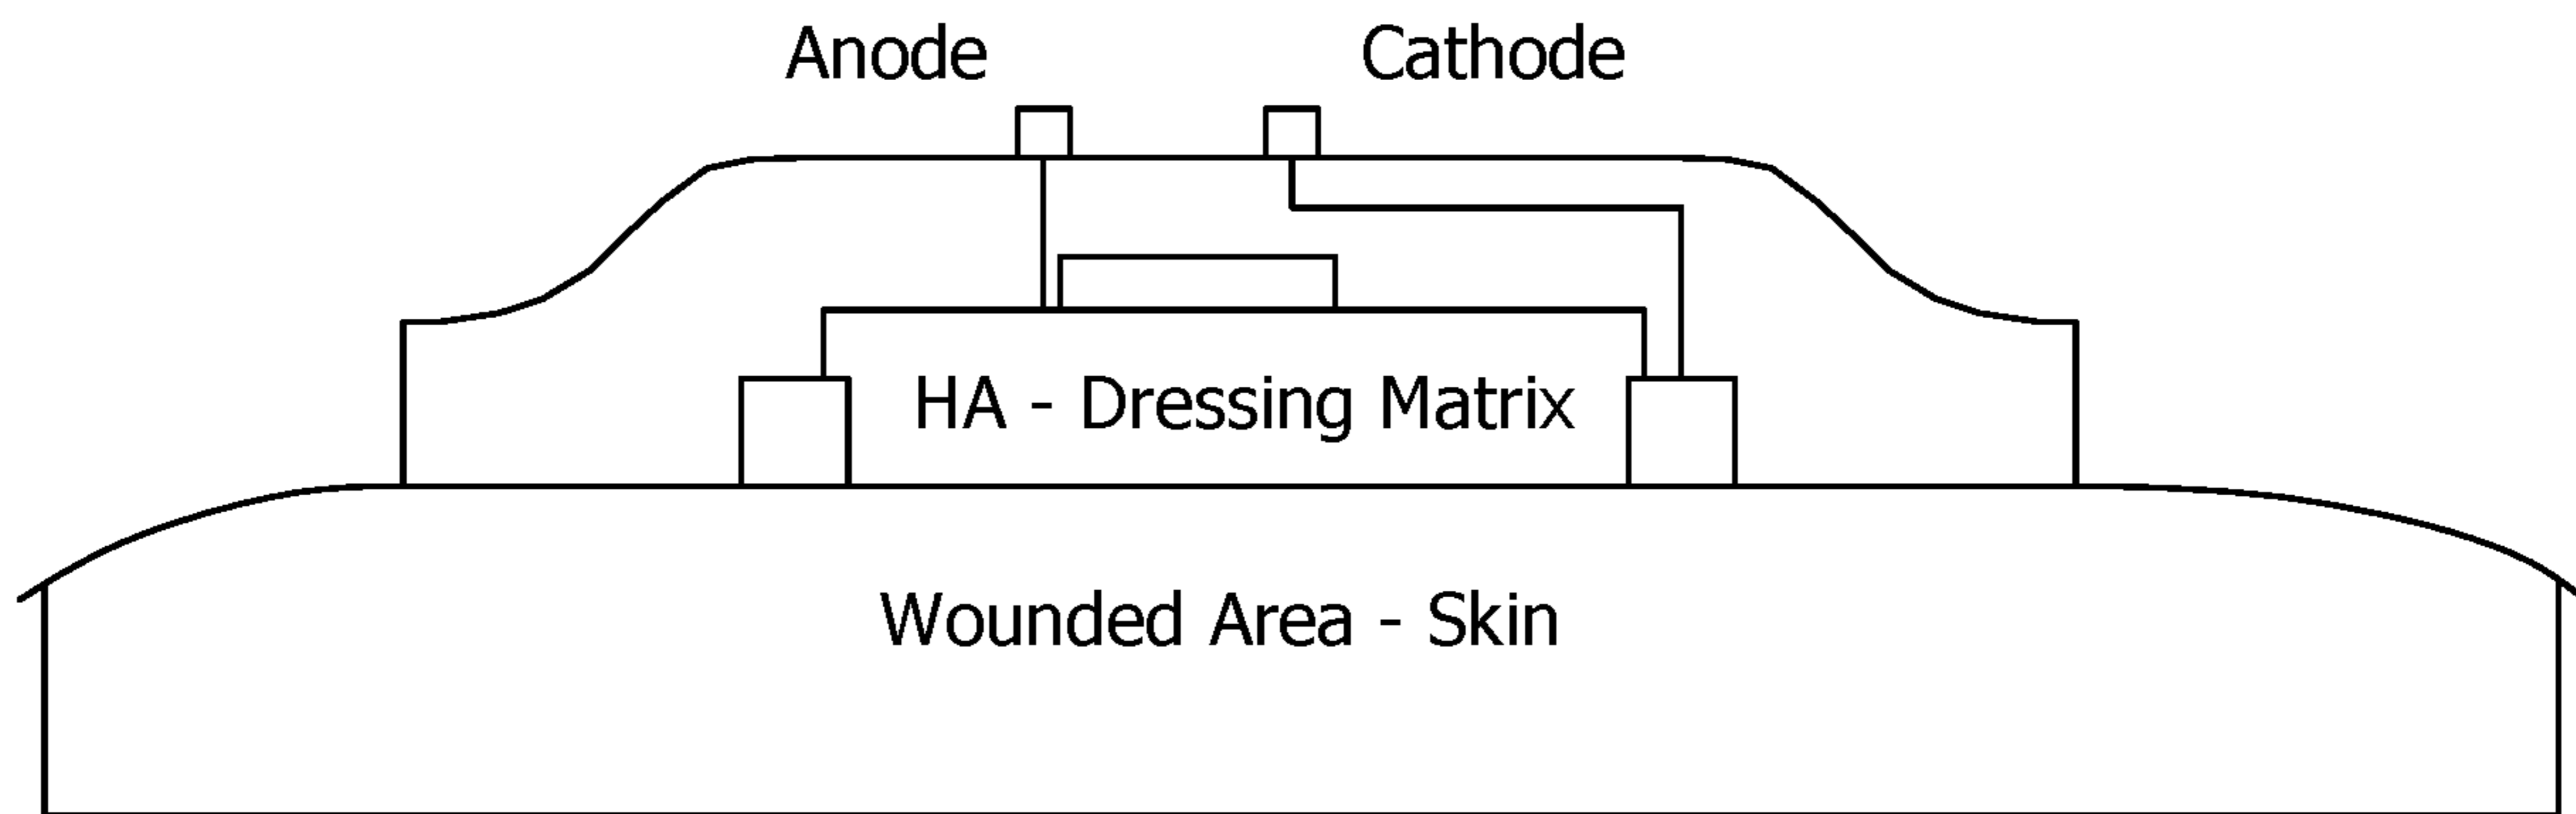 Anode
Cathode
HA - Dressing Matrix
Wounded Area - Skin